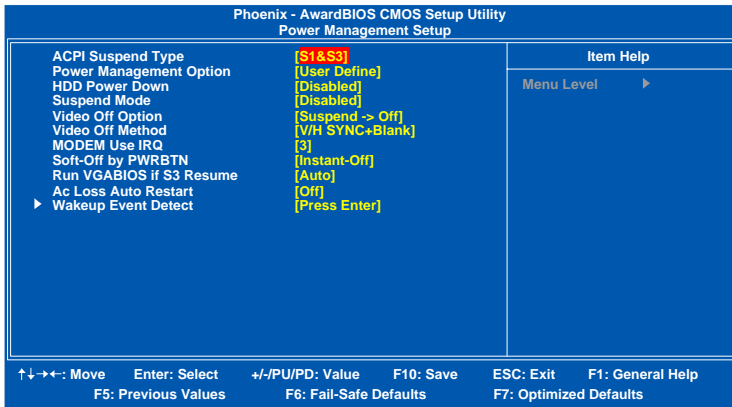 Phoenix - AwardBIOS CMOS Setup Utility
Power Management Setup
ACPI Suspend Type [S1&S3]
Power Management Option [User Define]
HDD Power Down [Disabled]
Suspend Mode [Disabled]
Video Off Option [Suspend -> Off]
Video Off Method [V/H SYNC+Blank]
MODEM Use IRQ [3]
Soft-Off by PWRBTN [Instant-Off]
Run VGABIOS if S3 Resume [Auto]
Ac Loss Auto Restart [Off]
Wakeup Event Detect [Press Enter]
Item Help
Menu Level
↑↓→←: Move Enter: Select +/-/PU/PD: Value F10: Save ESC: Exit F1: General Help
F5: Previous Values F6: Fail-Safe Defaults F7: Optimized Defaults